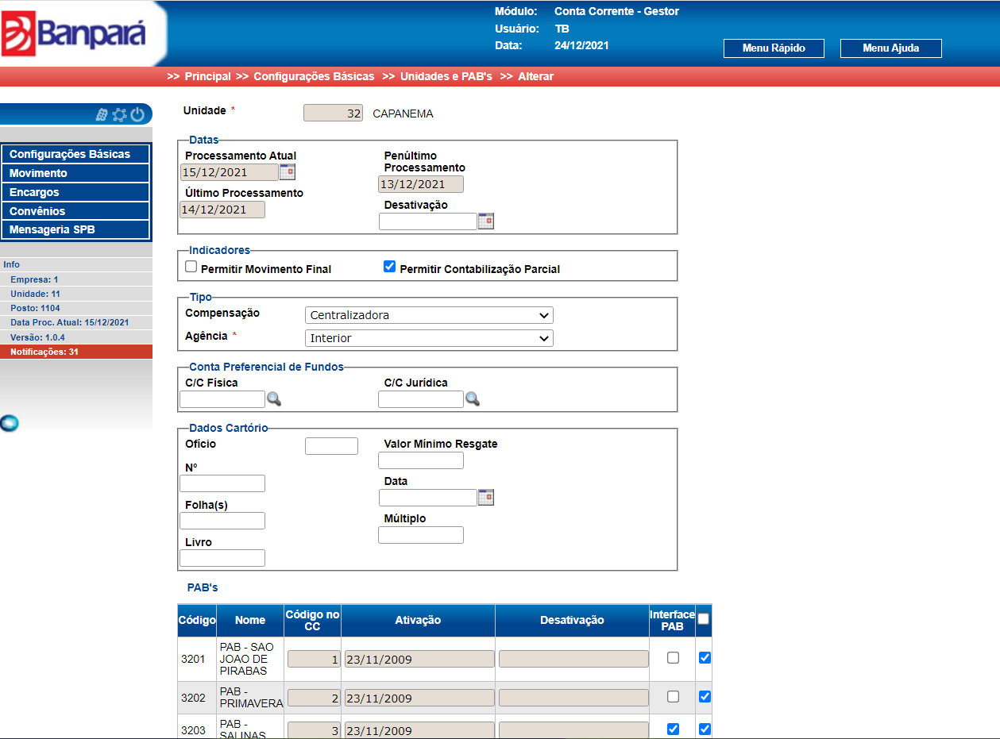 Banpará
Módulo: Conta Corrente - Gestor
Usuário: TB
Data: 24/12/2021
Menu Rápido
Menu Ajuda
>> Principal >> Configurações Básicas >> Unidades e PAB's >> Alterar
Configurações Básicas
Movimento
Encargos
Convênios
Mensageria SPB
Info
Empresa: 1
Unidade: 11
Posto: 1104
Data Proc. Atual: 15/12/2021
Versão: 1.0.4
Notificações: 31
Unidade * 32 CAPANEMA
Datas
Processamento Atual
15/12/2021
Penúltimo
Processamento
13/12/2021
Último Processamento
14/12/2021
Desativação
Indicadores
Permitir Movimento Final
Permitir Contabilização Parcial
Tipo
Compensação Centralizadora
Agência * Interior
Conta Preferencial de Fundos
C/C Física
C/C Jurídica
Dados Cartório
Ofício
Valor Mínimo Resgate
Nº
Data
Folha(s)
Múltiplo
Livro
PAB's
Código Nome Código no CC Ativação Desativação Interface PAB
3201 PAB - SAO JOAO DE PIRABAS 1 23/11/2009
3202 PAB - PRIMAVERA 2 23/11/2009
3203 PAB - SALINAS 3 23/11/2009